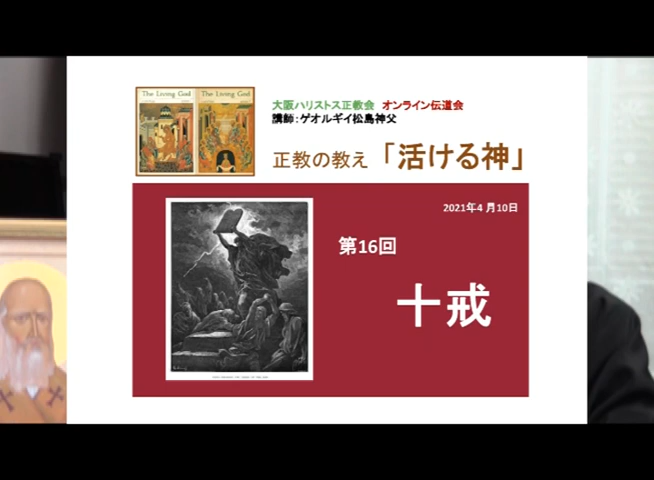 The Living God
The Living God
大阪ハリストス正教会 オンライン伝道会
講師:ゲオルギイ松島神父
正教の教え「活ける神」
2021年4月10日
第16回
十戒